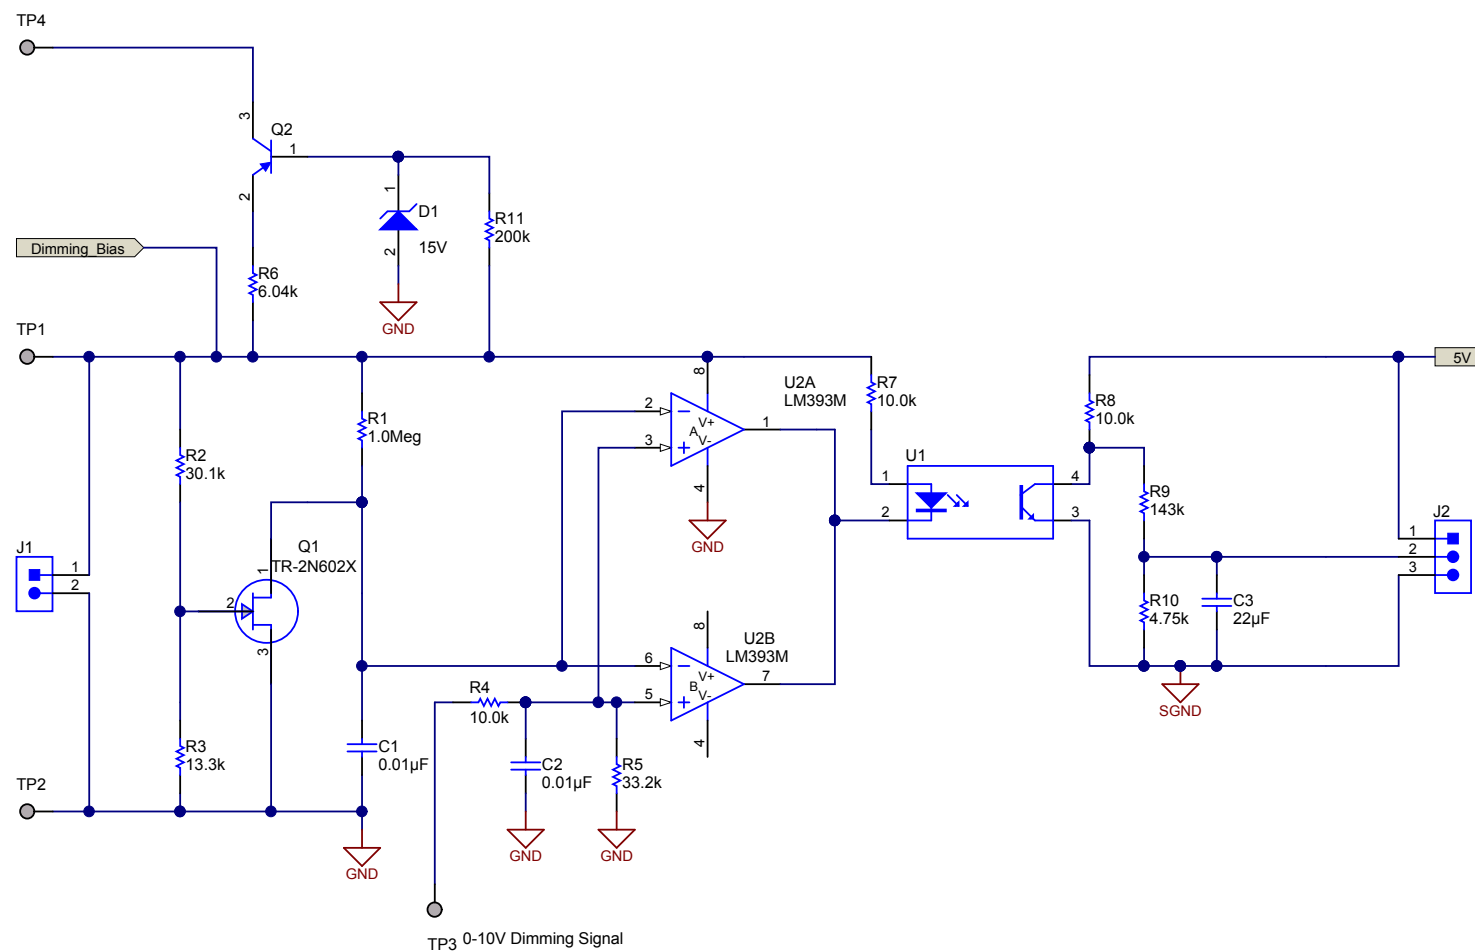 TP4
3
Q2
1
2
1
D1
2
15V
R11
200k
Dimming_Bias
R6
6.04k
GND
TP1
5V
8
U2A
LM393M
R7
10.0k
R8
10.0k
R1
1.0Meg
2
3
A
V+
V-
1
4
GND
R2
30.1k
U1
1
2
4
3
R9
143k
J2
1
2
3
J1
1
2
Q1
TR-2N602X
1
2
3
R10
4.75k
C3
22µF
SGND
8
U2B
LM393M
6
5
B
V+
V-
7
4
R4
10.0k
R3
13.3k
C1
0.01µF
C2
0.01µF
R5
33.2k
TP2
GND
GND
GND
TP3 0-10V Dimming Signal